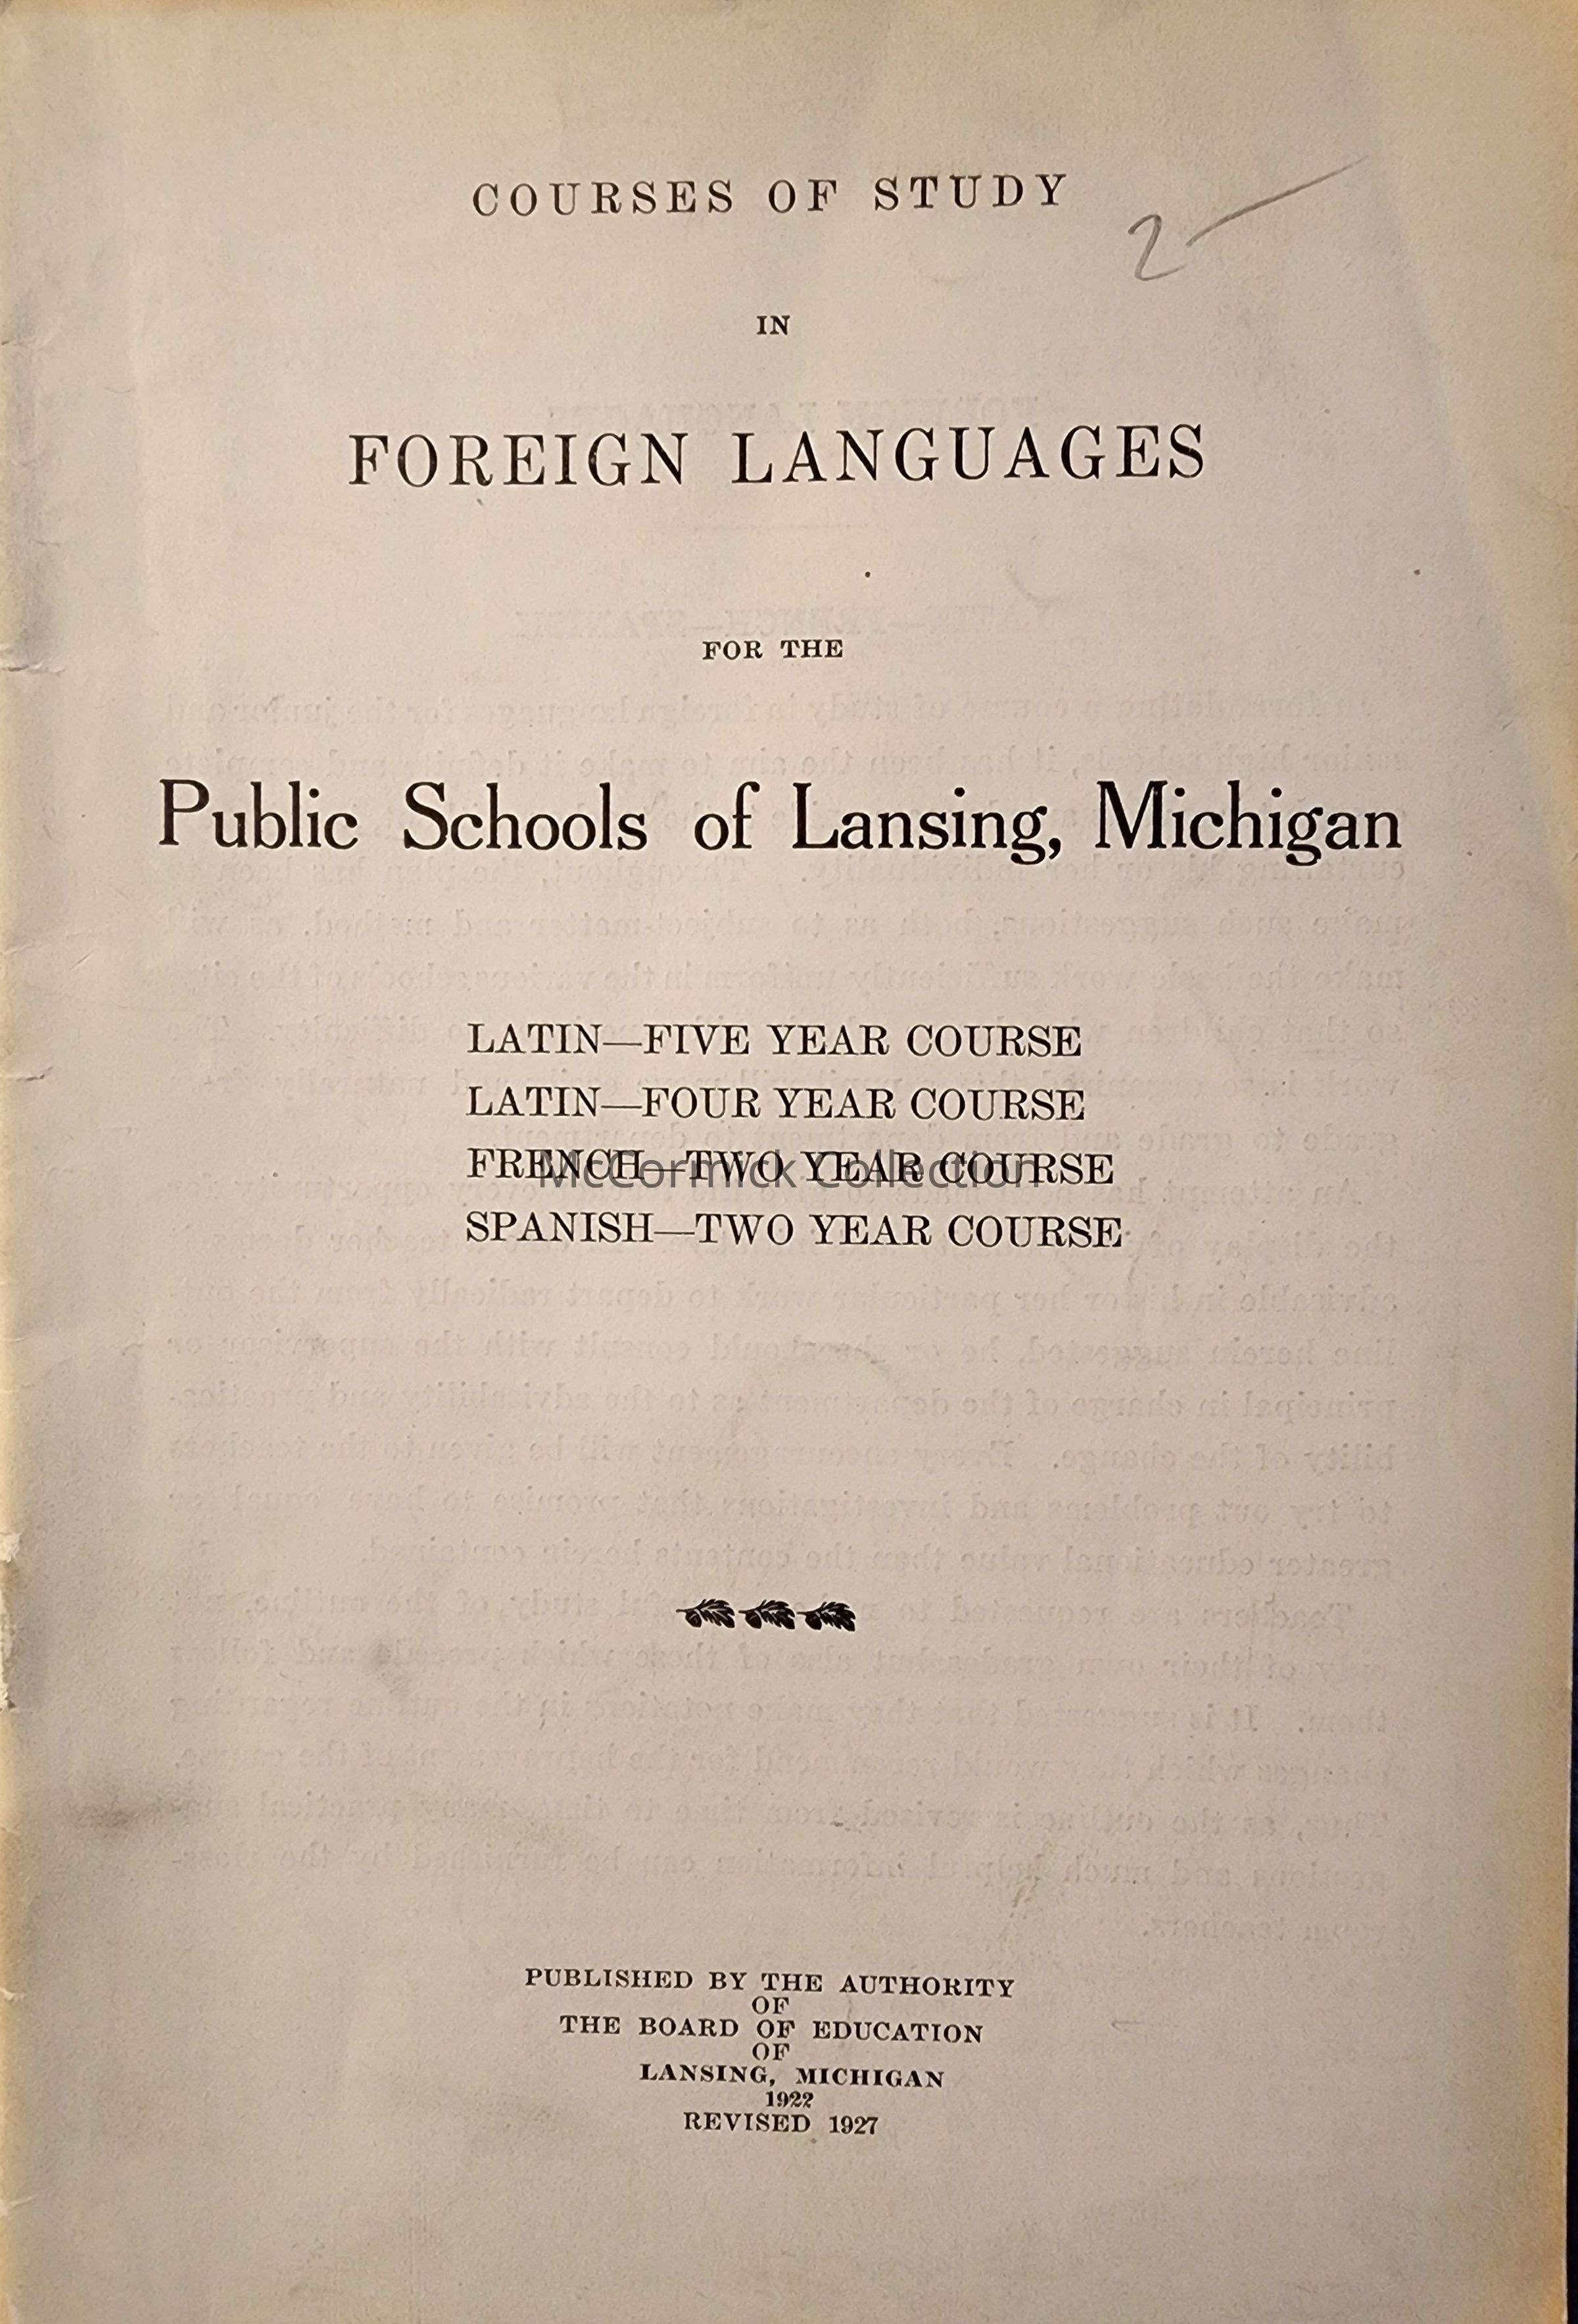 COURSES OF STUDY
2
IN
FOREIGN LANGUAGES
FOR THE
Public Schools of Lansing, Michigan
LATIN—FIVE YEAR COURSE
LATIN—FOUR YEAR COURSE
FRENCH—TWO YEAR COURSE
McCormick Collection
SPANISH—TWO YEAR COURSE
PUBLISHED BY THE AUTHORITY
OF
THE BOARD OF EDUCATION
OF
LANSING, MICHIGAN
1922
REVISED 1927